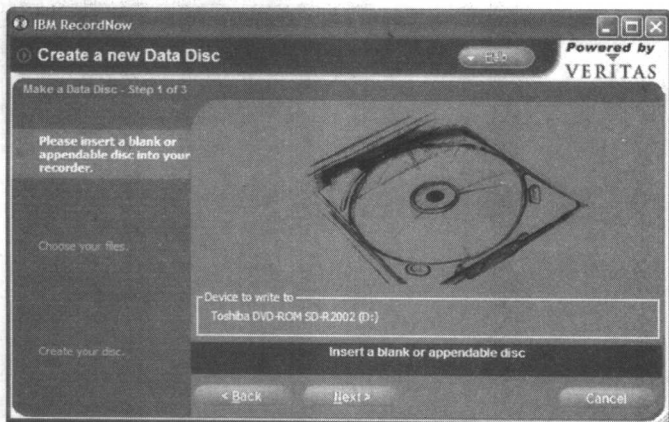 IBM RecordNow
Create a new Data Disc
Help
Powered by
VERITAS
Make a Data Disc - Step 1 of 3
Please insert a blank or
appendable disc into your
recorder.
Choose your files.
Create your disc.
Device to write to
Toshiba DVD-ROM SD-R2002 (D:)
Insert a blank or appendable disc
< Back
Next >
Cancel